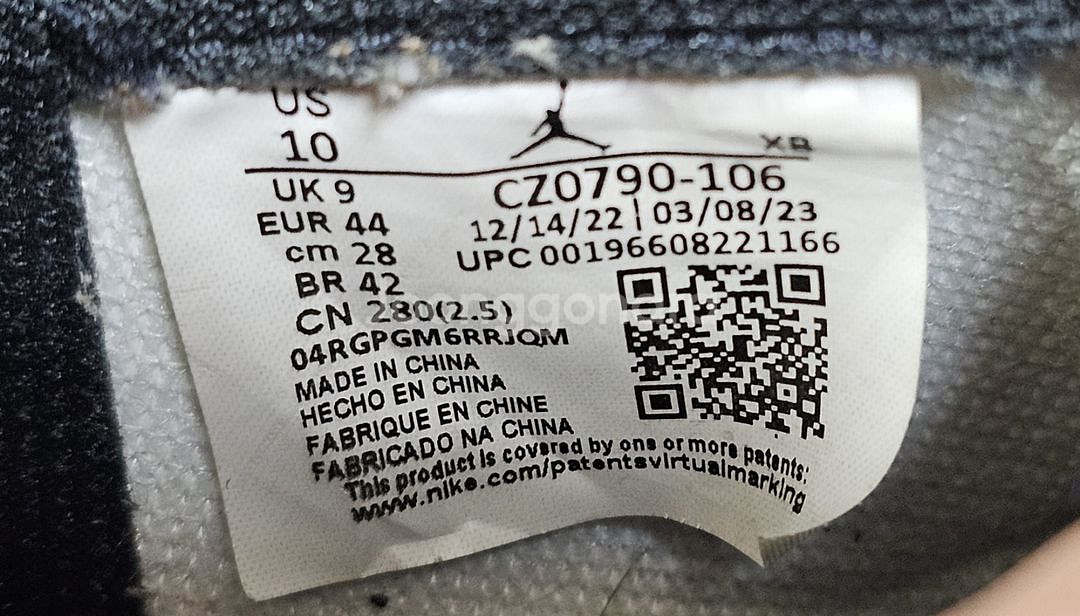 US
10
XB
UK 9
EUR 44
cm 28
BR 42
CN 280(2.5)
04RGPGM6RRJQM
MADE IN CHINA
HECHO EN CHINA
FABRIQUE EN CHINE
FABRICADO NA CHINA
CZ0790-106
12/14/22 | 03/08/23
UPC 00196608221166
This product is covered by one or more patents:
www.nike.com/patentsvirtualmarking